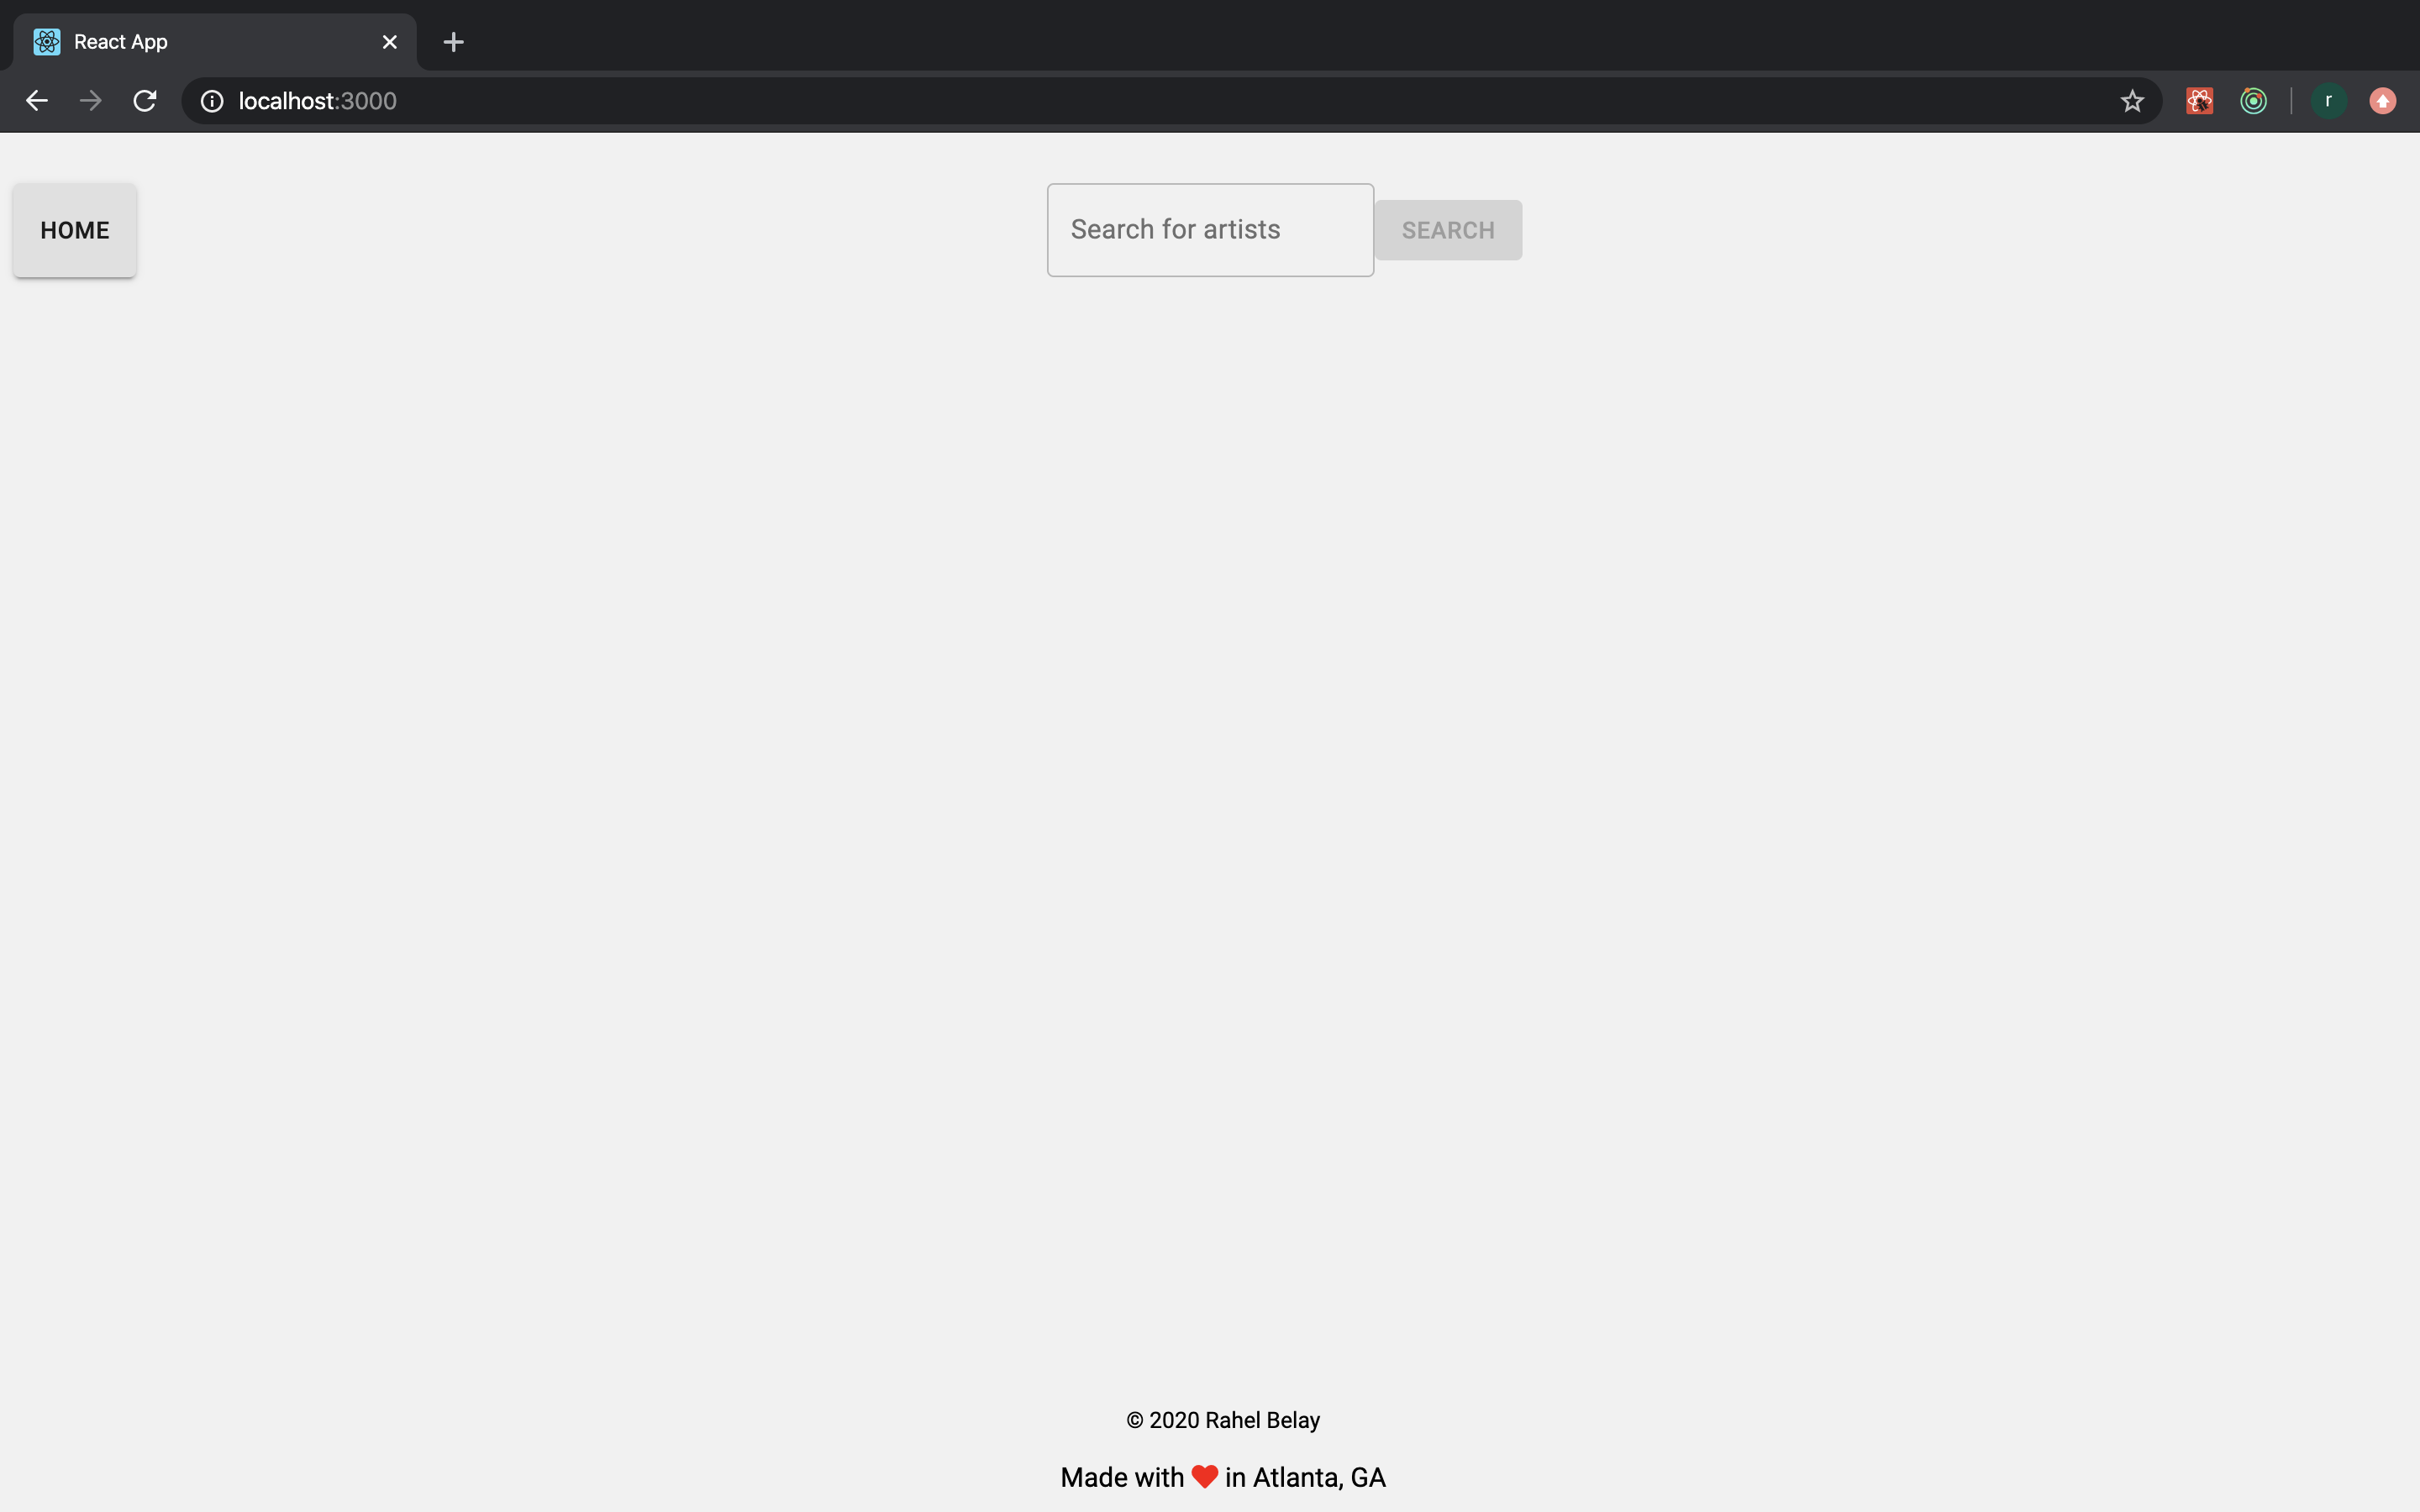 React App
localhost:3000
r
HOME
Search for artists
SEARCH
© 2020 Rahel Belay
Made with ❤ in Atlanta, GA